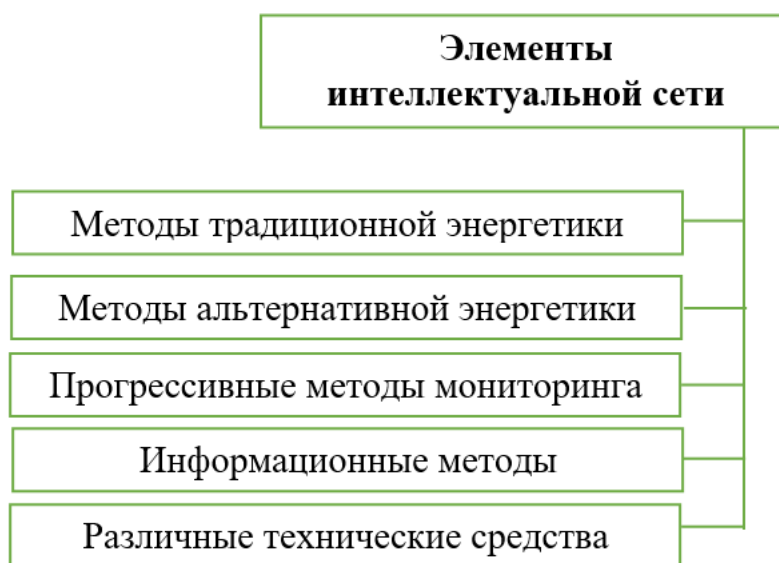 Элементы
интеллектуальной сети
Методы традиционной энергетики
Методы альтернативной энергетики
Прогрессивные методы мониторинга
Информационные методы
Различные технические средства